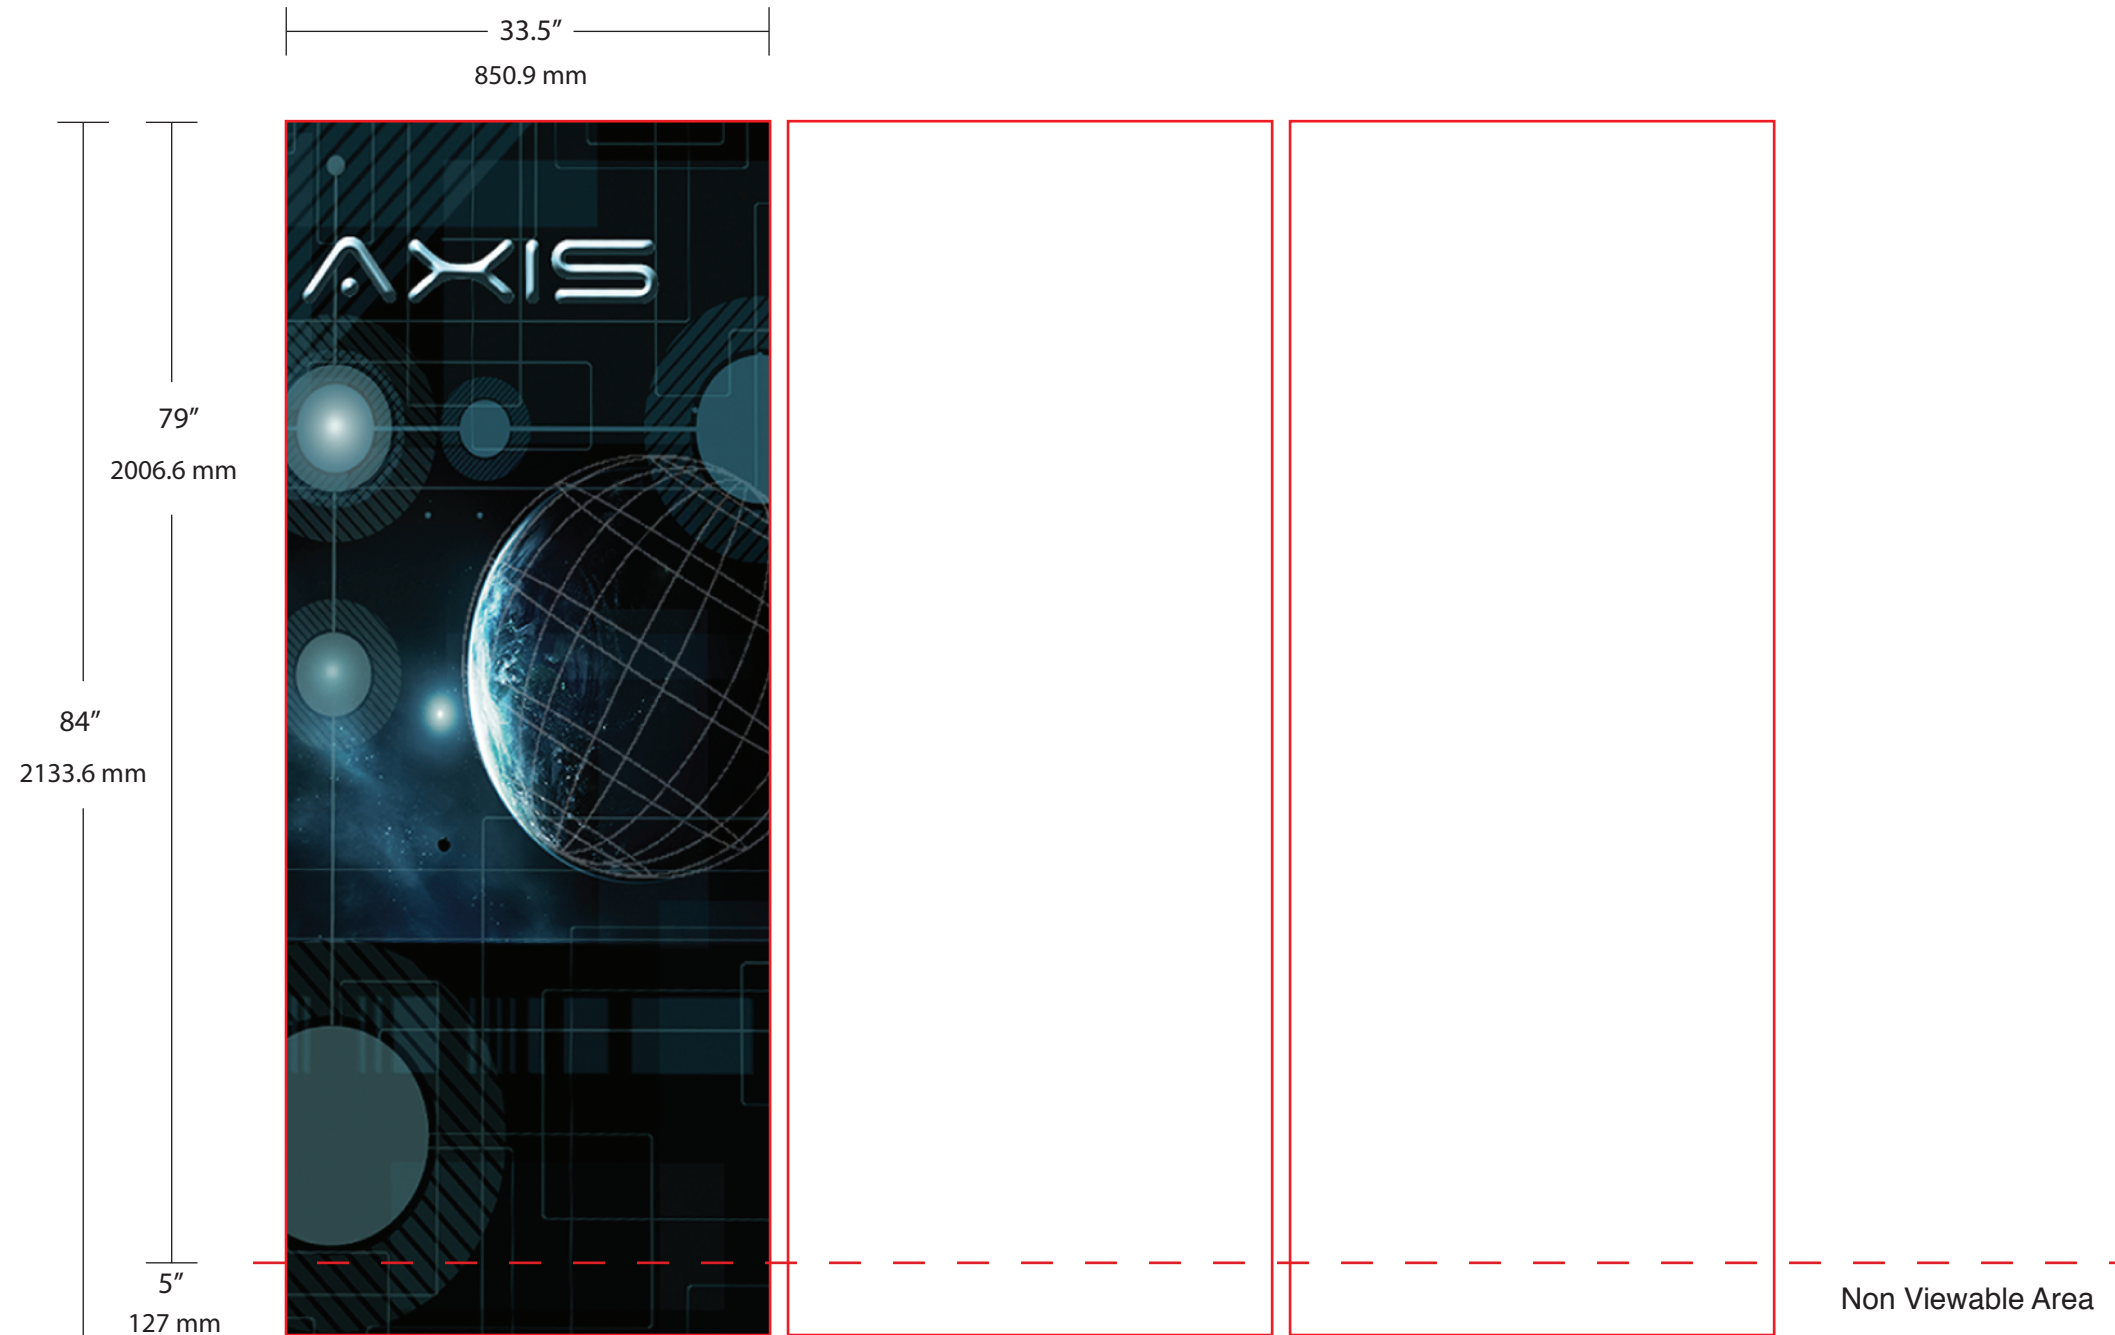 33.5″
850.9 mm
AXIS
79″
2006.6 mm
84″
2133.6 mm
5″
127 mm
Non Viewable Area